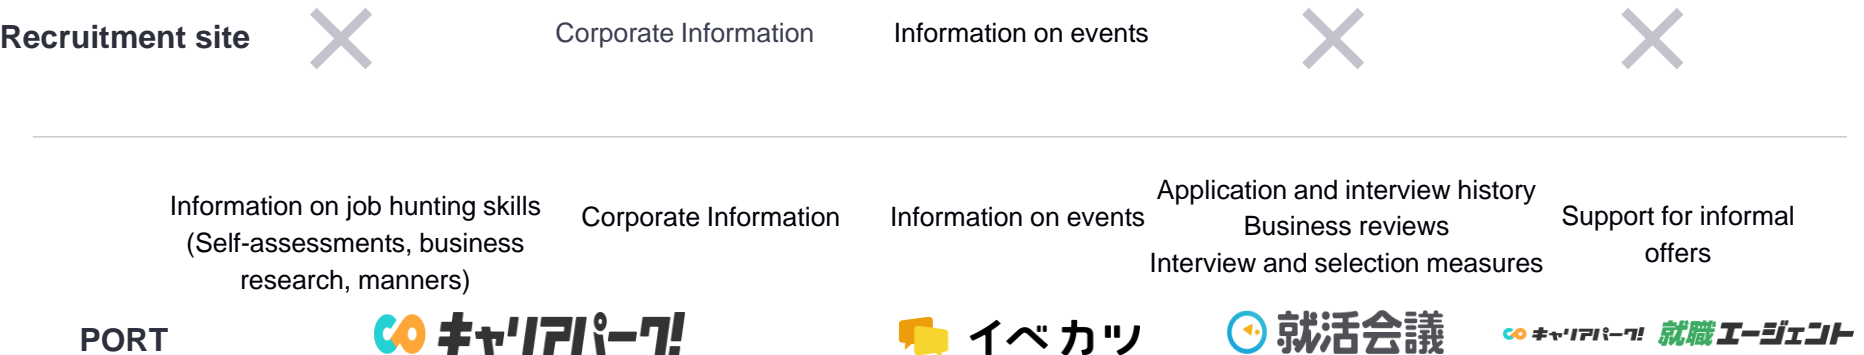 Recruitment site
Corporate Information
Information on events
Information on job hunting skills
(Self-assessments, business
research, manners)
Corporate Information
Information on events
Application and interview history
Business reviews
Interview and selection measures
Support for informal
offers
PORT
キャリアパーク!
イベカツ
就活会議
キャリアパーク! 就職エージェント